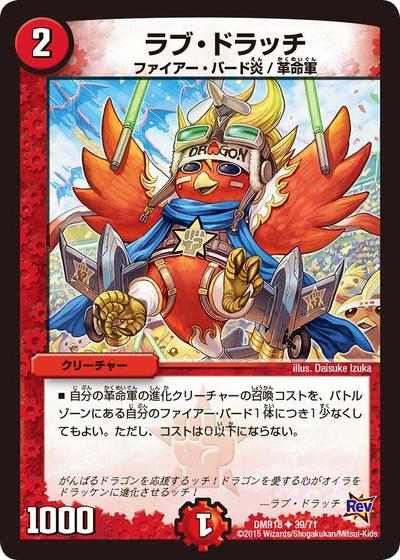 2
ラブ・ドラッチ
ファイアー・バード炎 / 革命軍
DRAGON
illus. Daisuke Izuka
クリーチャー
■ 自分の革命軍の進化クリーチャーの召喚コストを、バトル
ゾーンにある自分のファイアー・バード1体につき1少なくし
てもよい。ただし、コストは0以下にならない。
がんばるドラゴンを応援するッチ！ドラゴンを愛する心がオイラを
ドラッケンに進化させるッチ！
---ラブ・ドラッチ
Rev
1000
1
DMR18 ◆ 39/71
©2015 Wizards/Shogakukan/Mitsui-Kids